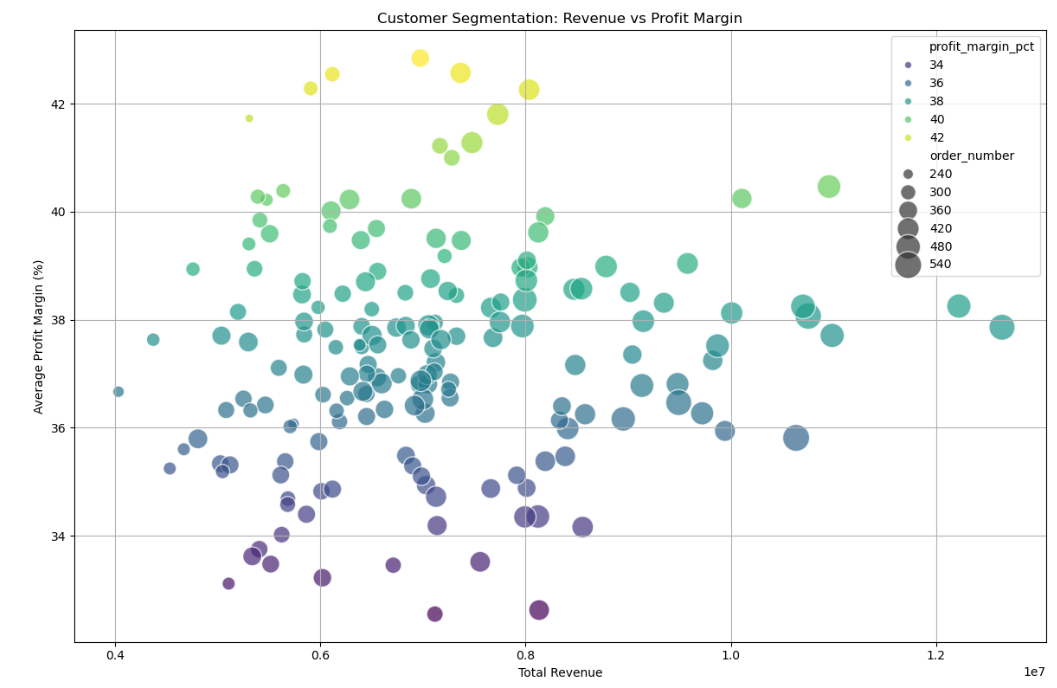 Customer Segmentation: Revenue vs Profit Margin
profit_margin_pct
34
36
38
40
42
order_number
240
300
360
420
480
540
Average Profit Margin (%)
42
40
38
36
34
0.4 0.6 0.8 1.0 1.2
1e7
Total Revenue